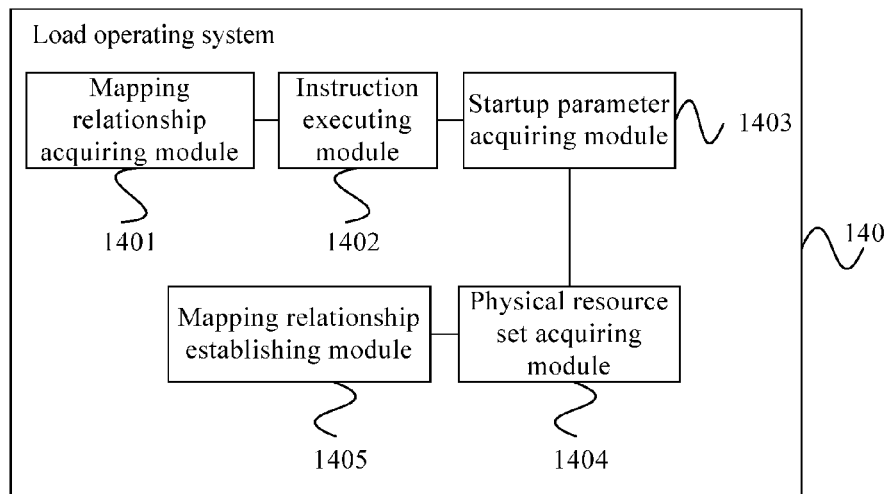 Load operating system
Mapping
relationship
acquiring module
Instruction
executing
module
Startup parameter
acquiring module
1403
1401
1402
140
Mapping relationship
establishing module
Physical resource
set acquiring
module
1405
1404